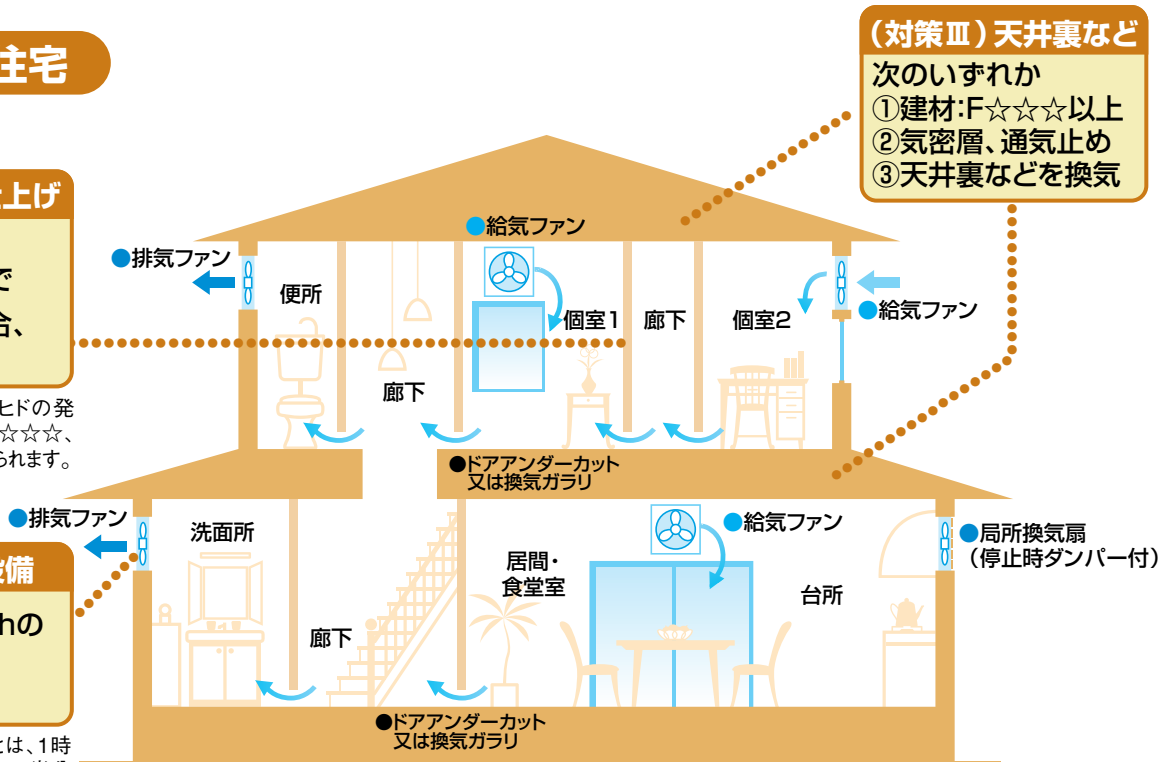 住宅
(対策Ⅲ)天井裏など
次のいずれか
①建材:F☆☆☆以上
②気密層、通気止め
③天井裏などを換気
上げ
で
合、
ヒドの発
☆☆☆、
られます。
●給気ファン
●排気ファン
便所
個室1
廊下
個室2
●給気ファン
廊下
●ドアアンダーカット
又は換気ガラリ
●排気ファン
洗面所
●給気ファン
●局所換気扇
(停止時ダンパー付)
居間・
食堂室
台所
備
hの
廊下
●ドアアンダーカット
又は換気ガラリ
は、1時